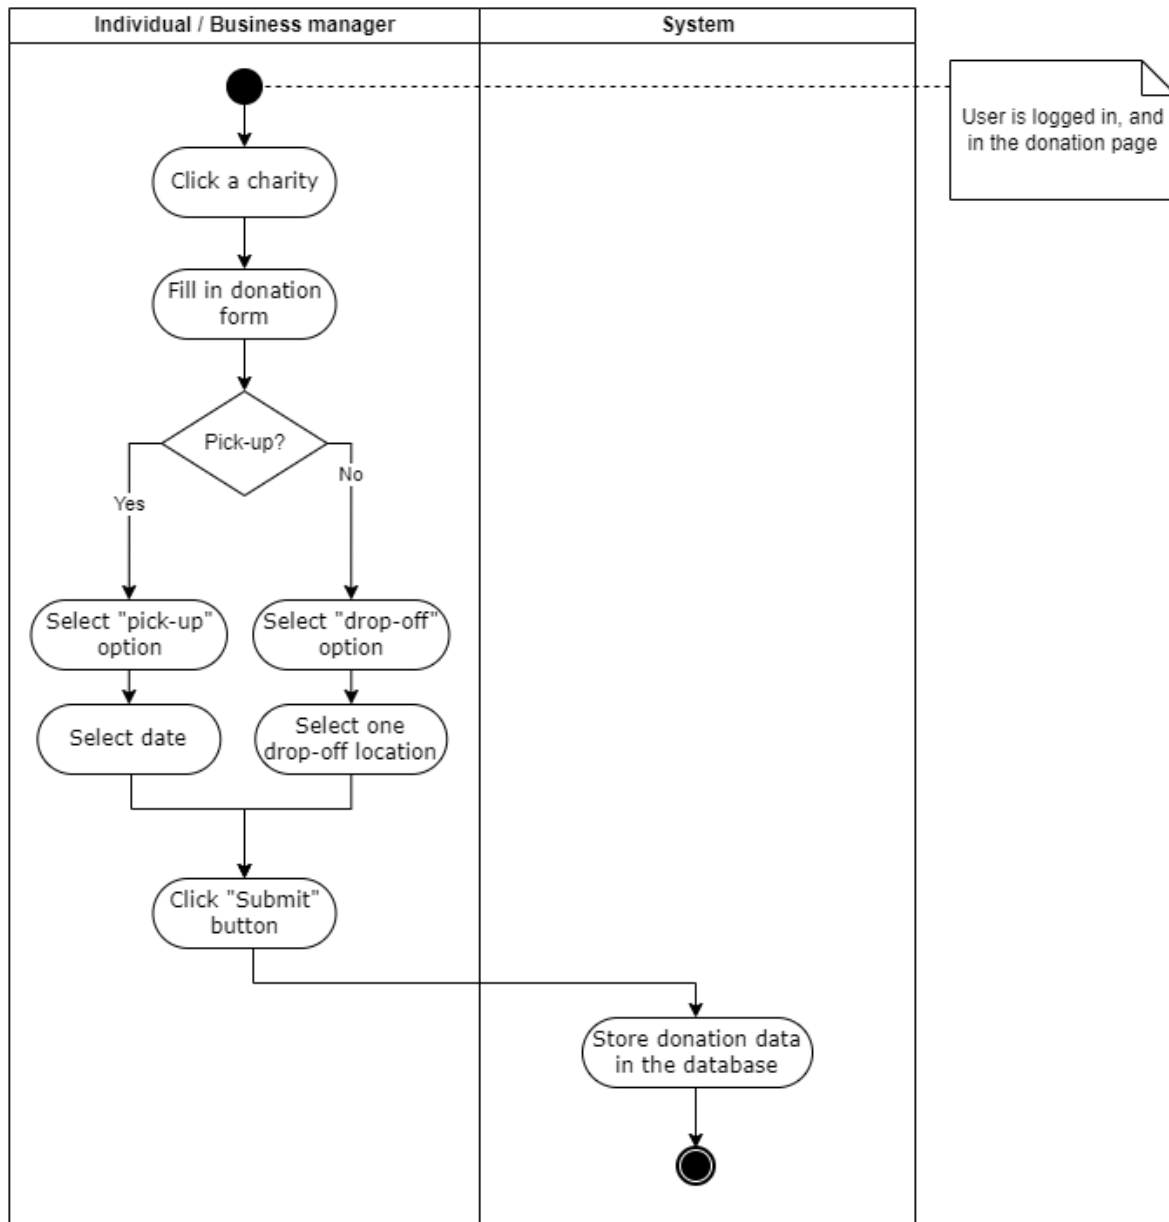 Individual / Business manager
System
User is logged in, and
in the donation page
Click a charity
Fill in donation
form
Pick-up?
No
Yes
Select "pick-up"
option
Select "drop-off"
option
Select date
Select one
drop-off location
Click "Submit"
button
Store donation data
in the database